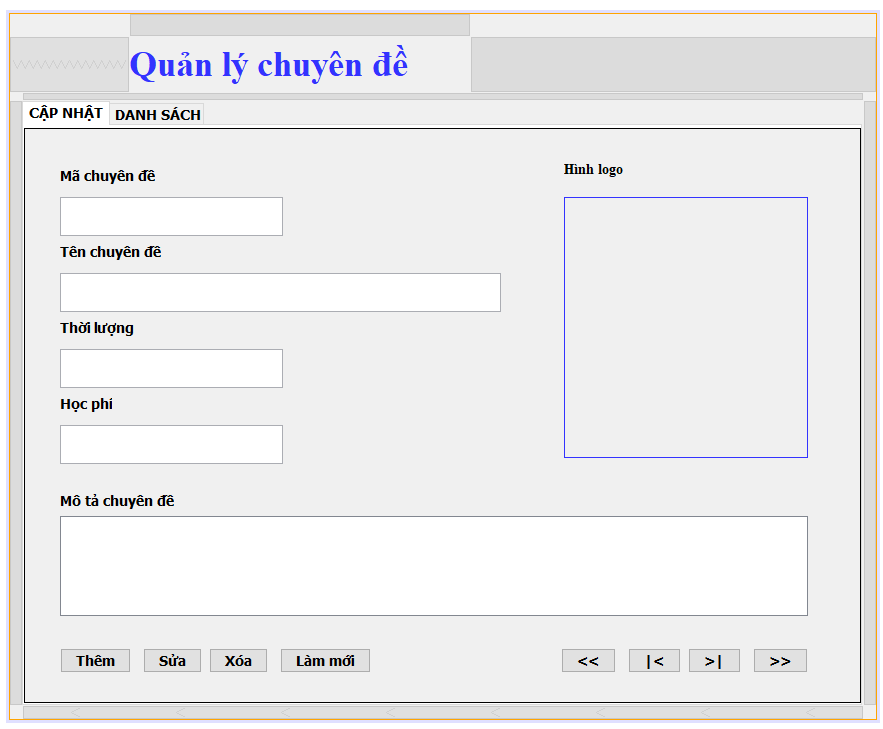 Quản lý chuyên đề
CẬP NHẬT DANH SÁCH
Mã chuyên đề
Hình logo
Tên chuyên đề
Thời lượng
Học phí
Mô tả chuyên đề
Thêm Sửa Xóa Làm mới << |< >| >>